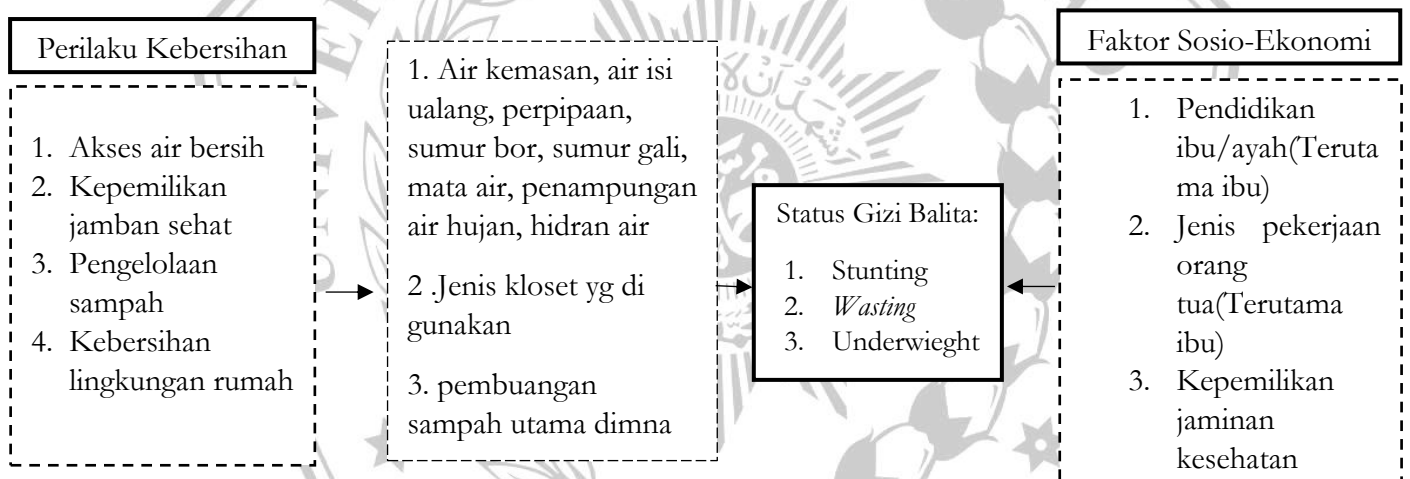 Perilaku Kebersihan
1. Akses air bersih
2. Kepemilikan
jamban sehat
3. Pengelolaan
sampah
4. Kebersihan
lingkungan rumah
1. Air kemasan, air isi
ualang, perpipaan,
sumur bor, sumur gali,
mata air, penampungan
air hujan, hidran air
2 .Jenis kloset yg di
gunakan
3. pembuangan
sampah utama dimna
Status Gizi Balita:
1. Stunting
2. Wasting
3. Underwieght
Faktor Sosio-Ekonomi
1. Pendidikan
ibu/ayah(Teruta
ma ibu)
2. Jenis pekerjaan
orang
tua(Terutama
ibu)
3. Kepemilikan
jaminan
kesehatan